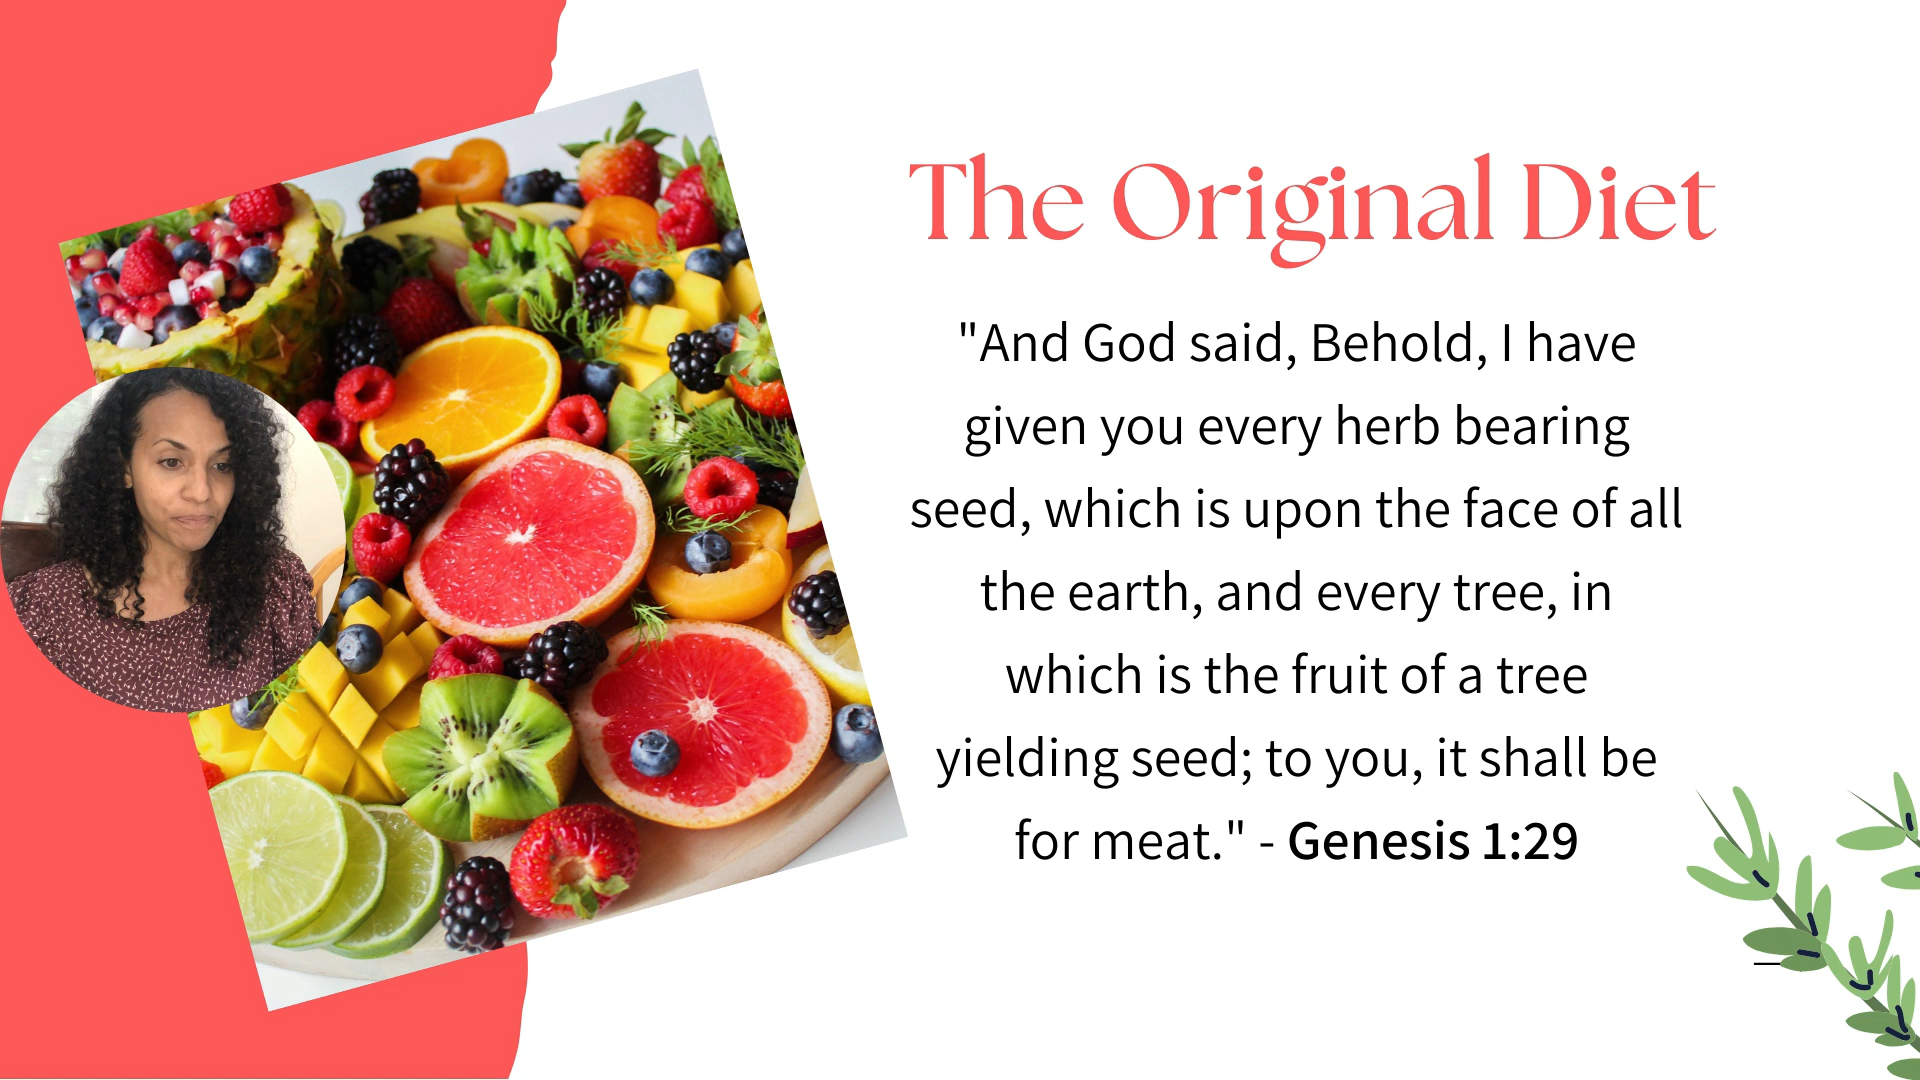 The Original Diet
"And God said, Behold, I have
given you every herb bearing
seed, which is upon the face of all
the earth, and every tree, in
which is the fruit of a tree
yielding seed; to you, it shall be
for meat." - Genesis 1:29